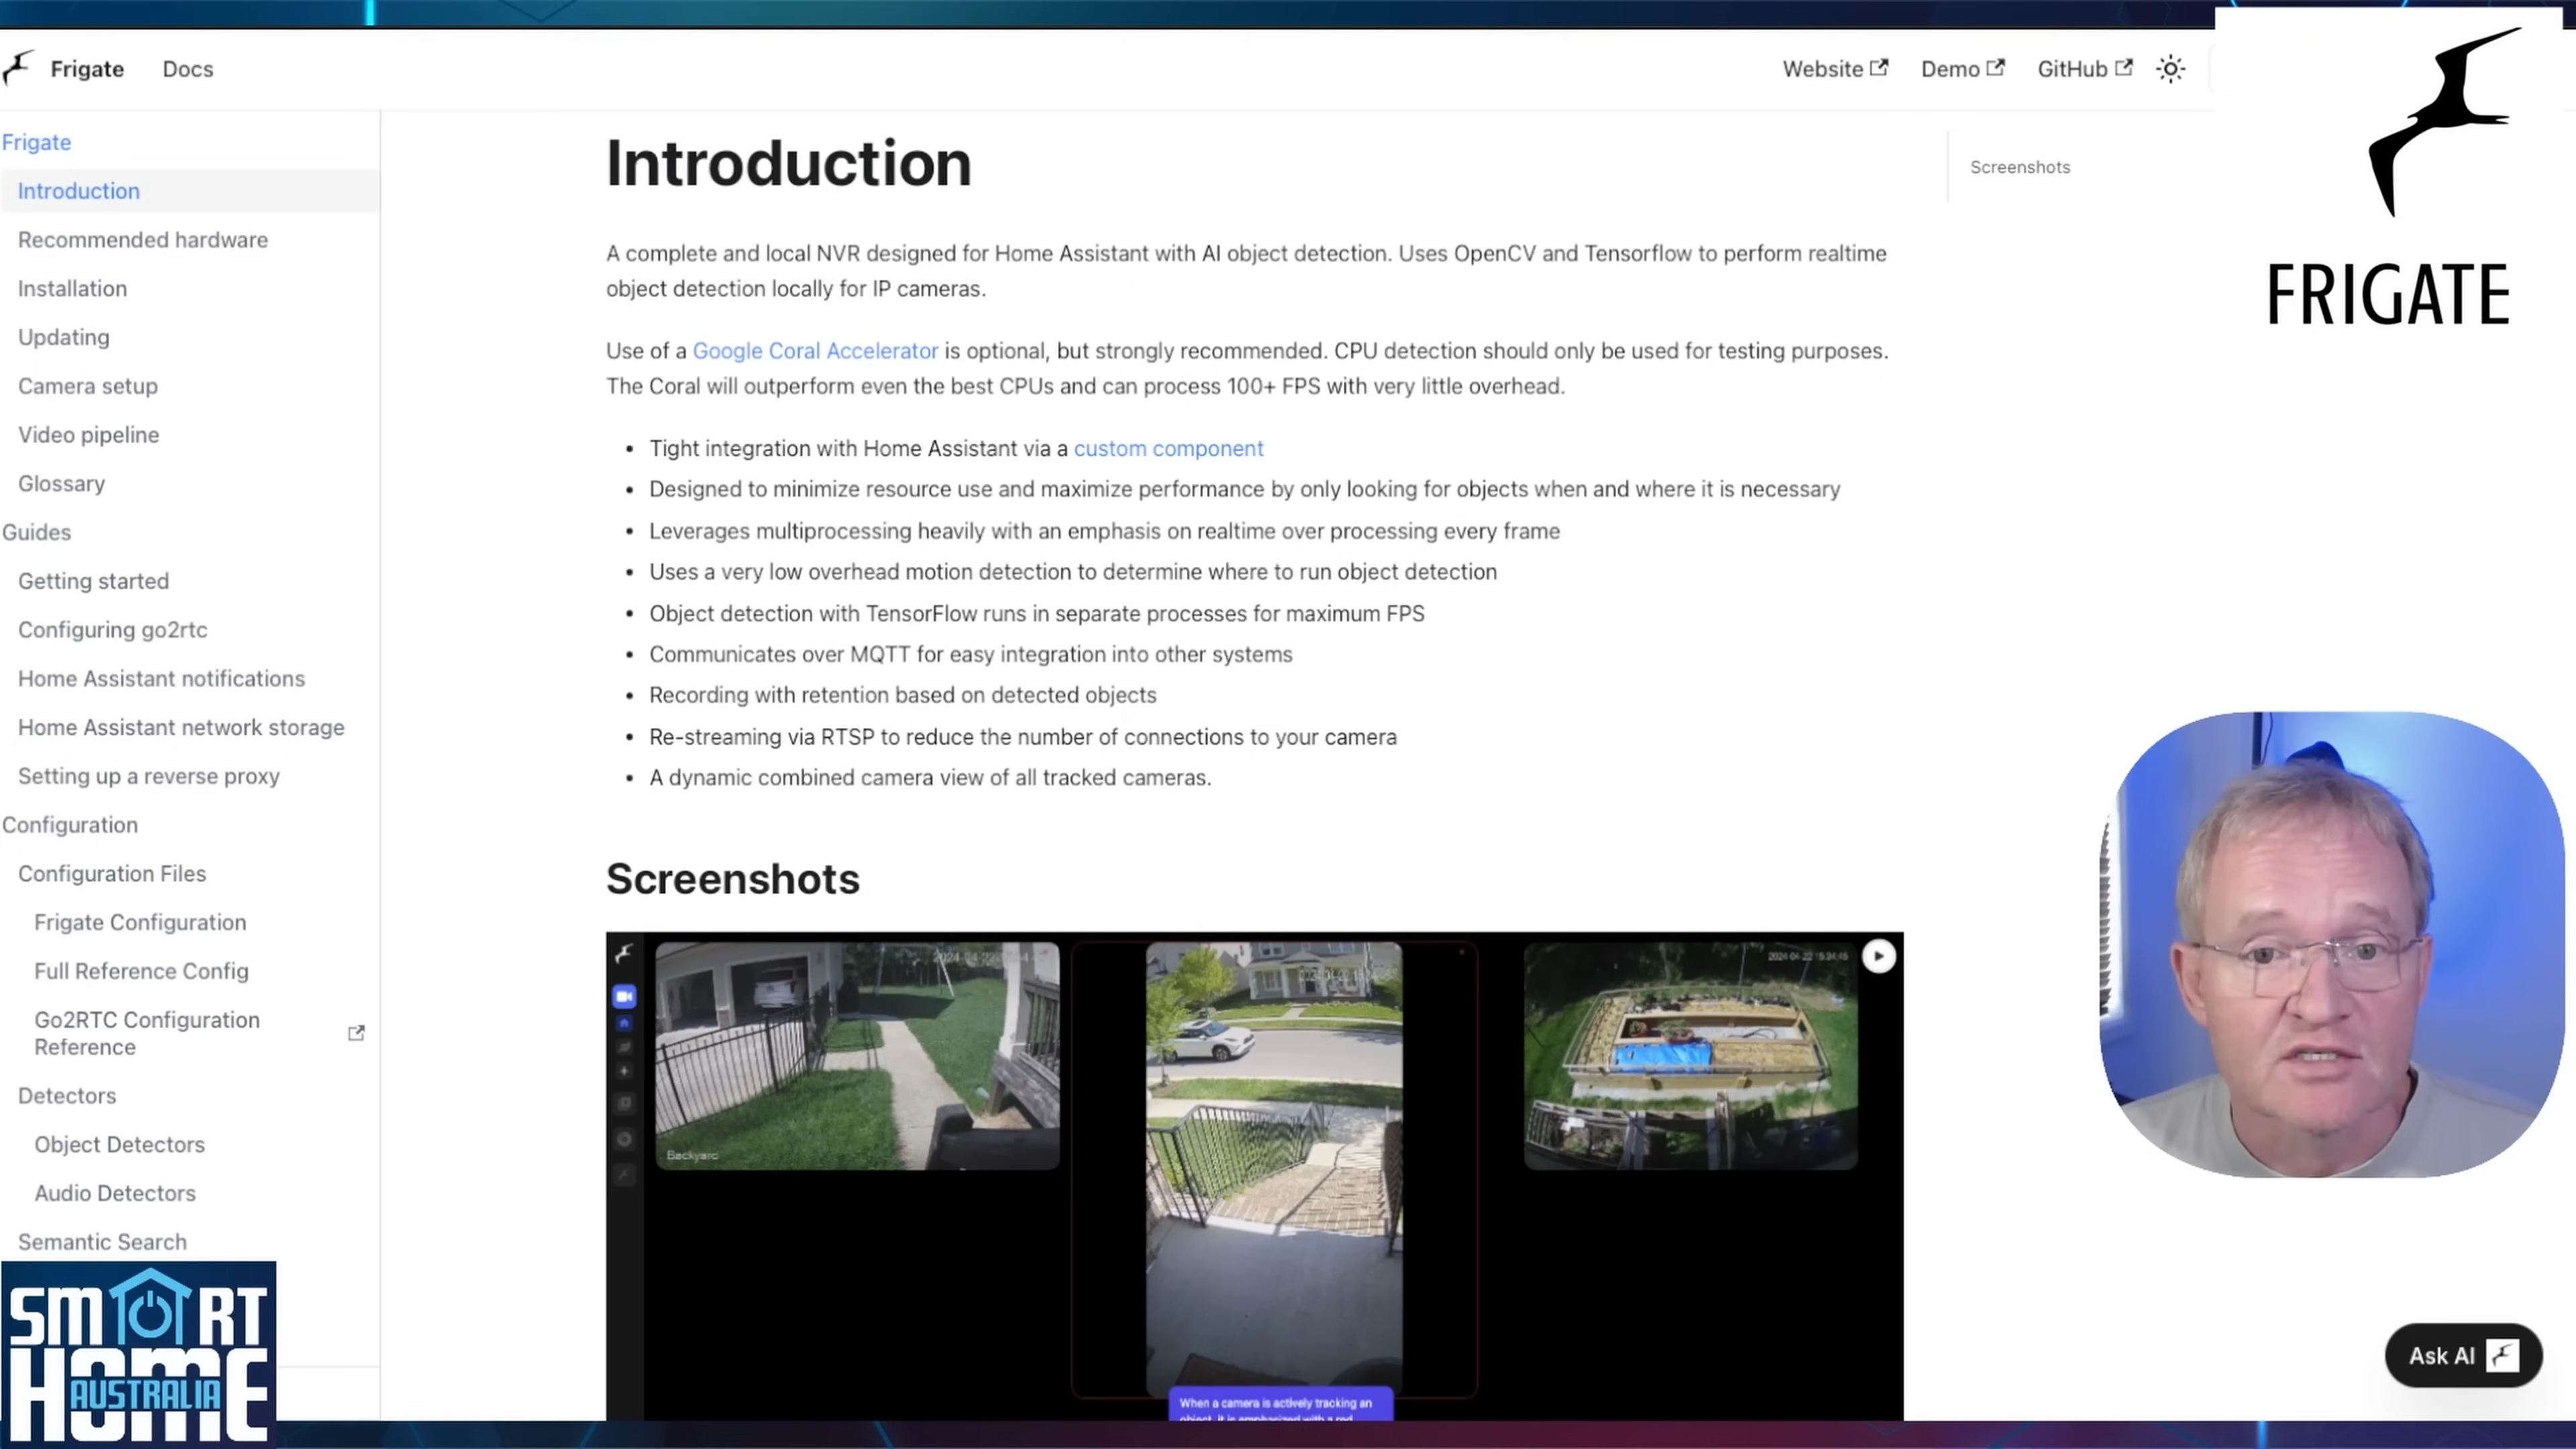 Frigate
Docs
Website
Demo
GitHub
FRIGATE
Frigate
Introduction
Recommended hardware
Installation
Updating
Camera setup
Video pipeline
Glossary
Guides
Getting started
Configuring go2rtc
Home Assistant notifications
Home Assistant network storage
Setting up a reverse proxy
Configuration
Configuration Files
Frigate Configuration
Full Reference Config
Go2RTC Configuration
Reference
Detectors
Object Detectors
Audio Detectors
Semantic Search
Introduction
A complete and local NVR designed for Home Assistant with AI object detection. Uses OpenCV and Tensorflow to perform realtime
object detection locally for IP cameras.
Use of a Google Coral Accelerator is optional, but strongly recommended. CPU detection should only be used for testing purposes.
The Coral will outperform even the best CPUs and can process 100+ FPS with very little overhead.
• Tight integration with Home Assistant via a custom component
• Designed to minimize resource use and maximize performance by only looking for objects when and where it is necessary
• Leverages multiprocessing heavily with an emphasis on realtime over processing every frame
• Uses a very low overhead motion detection to determine where to run object detection
• Object detection with TensorFlow runs in separate processes for maximum FPS
• Communicates over MQTT for easy integration into other systems
• Recording with retention based on detected objects
• Re-streaming via RTSP to reduce the number of connections to your camera
• A dynamic combined camera view of all tracked cameras.
Screenshots
Screenshots
Backyard
When a camera is actively tracking an
object, it is emphasized with a red
Ask AI
SMART
HOME
AUSTRALIA